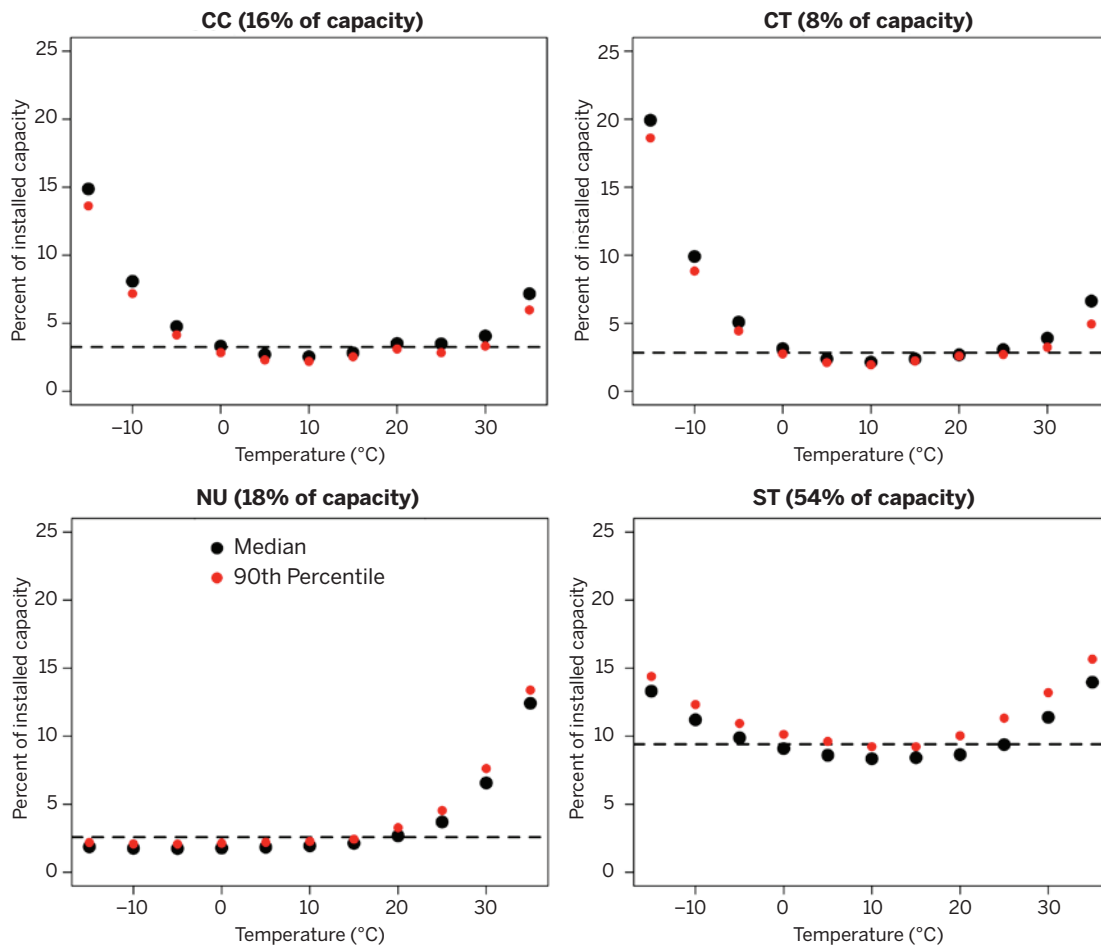 CC (16% of capacity)
25
20
15
10
5
0
Percent of installed capacity
−10 0 10 20 30
Temperature (°C)
CT (8% of capacity)
25
20
15
10
5
0
Percent of installed capacity
−10 0 10 20 30
Temperature (°C)
NU (18% of capacity)
Median
90th Percentile
25
20
15
10
5
0
Percent of installed capacity
−10 0 10 20 30
Temperature (°C)
ST (54% of capacity)
25
20
15
10
5
0
Percent of installed capacity
−10 0 10 20 30
Temperature (°C)